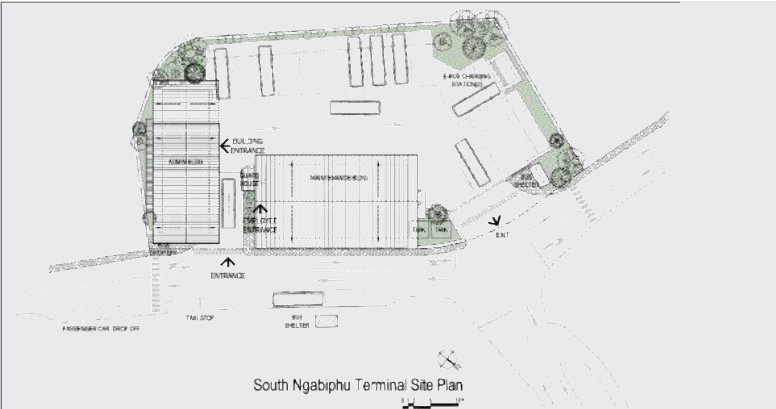 E-BUS CHARGING
STATIONER
BUILDING
ENTRANCE
ADMIN BLDG
GUARD
HOUSE
MAINTENANCE BLDG
BUS
SHELTER
EMPLOYEE
ENTRANCE
TANK TANK
EXIT
ENTRANCE
TAXI STOP
BUS
SHELTER
PASSENGER CAR DROP OFF
South Ngabiphu Terminal Site Plan